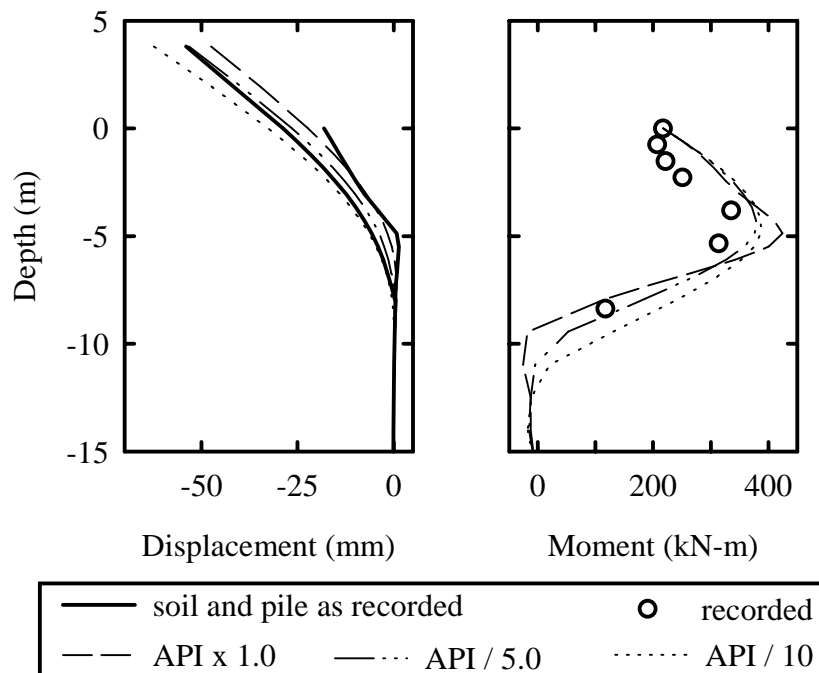 5
0
-5
-10
-15
Depth (m)
-50 -25 0
0 200 400
Displacement (mm)
Moment (kN-m)
soil and pile as recorded
recorded
API x 1.0
API / 5.0
API / 10